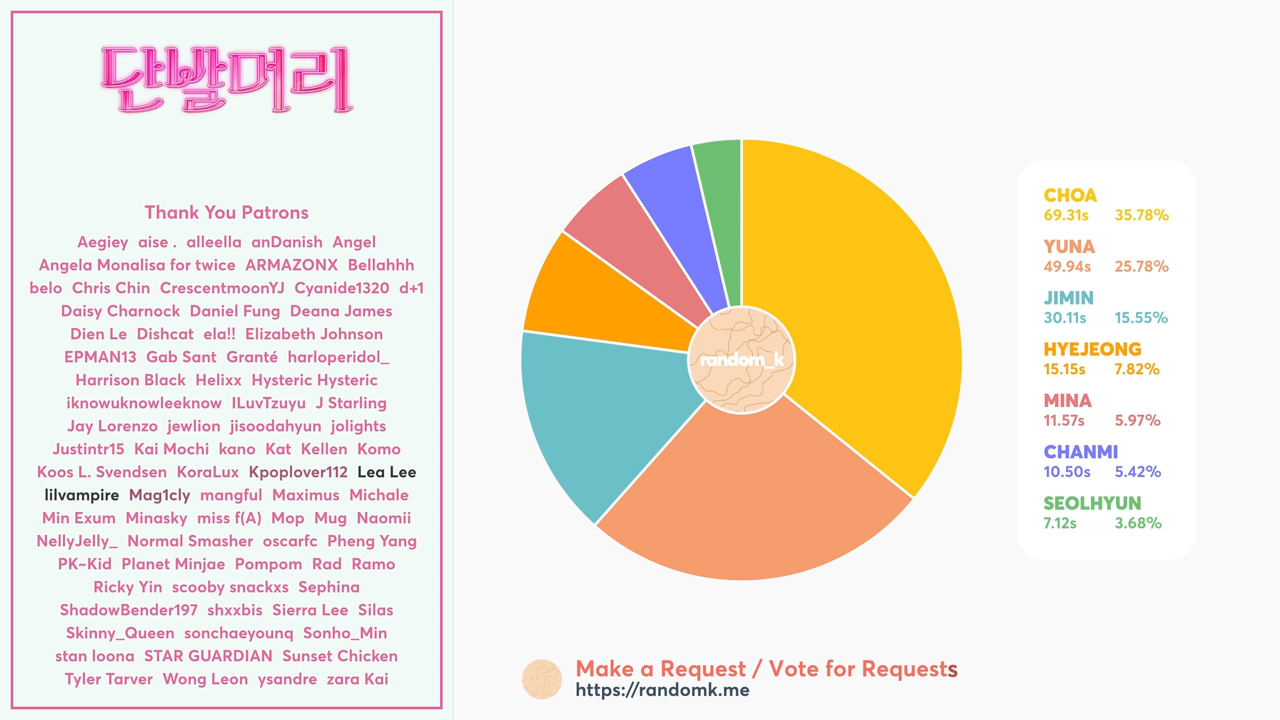 단발머리
Thank You Patrons
Aegiey aise . alleella anDanish Angel
Angela Monalisa for twice ARMAZONX Bellahhh
belo Chris Chin CrescentmoonYJ Cyanide1320 d+1
Daisy Charnock Daniel Fung Deana James
Dien Le Dishcat ela!! Elizabeth Johnson
EPMAN13 Gab Sant Granté harloperidol_
Harrison Black Helixx Hysteric Hysteric
iknowuknowleeknow ILuvTzuyu J Starling
Jay Lorenzo jewlion jisoodahyun jolights
Justintr15 Kai Mochi kano Kat Kellen Komo
Koos L. Svendsen KoraLux Kpoplover112 Lea Lee
lilvampire Mag1cly mangful Maximus Michale
Min Exum Minasky miss f(A) Mop Mug Naomii
NellyJelly_ Normal Smasher oscarfc Pheng Yang
PK~Kid Planet Minjae Pompom Rad Ramo
Ricky Yin scooby snackxs Sephina
ShadowBender197 shxxbis Sierra Lee Silas
Skinny_Queen sonchaeyounq Sonho_Min
stan loona STAR GUARDIAN Sunset Chicken
Tyler Tarver Wong Leon ysandre zara Kai
random_k
CHOA
69.31s 35.78%
YUNA
49.94s 25.78%
JIMIN
30.11s 15.55%
HYEJEONG
15.15s 7.82%
MINA
11.57s 5.97%
CHANMI
10.50s 5.42%
SEOLHYUN
7.12s 3.68%
Make a Request / Vote for Requests
https://randomk.me